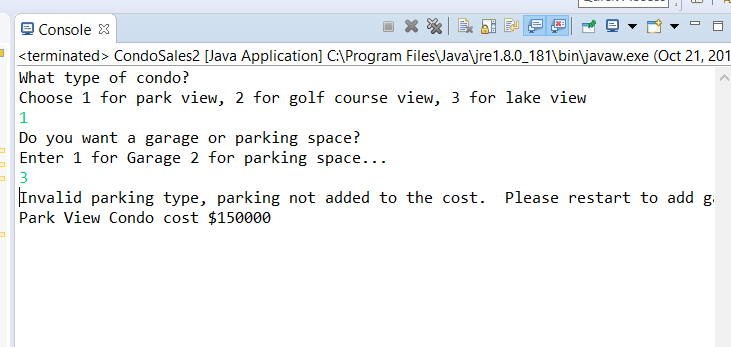 Console
<terminated> CondoSales2 [Java Application] C:\Program Files\Java\jre1.8.0_181\bin\javaw.exe (Oct 21, 201
What type of condo?
Choose 1 for park view, 2 for golf course view, 3 for lake view
1
Do you want a garage or parking space?
Enter 1 for Garage 2 for parking space...
3
Invalid parking type, parking not added to the cost.  Please restart to add g
Park View Condo cost $150000